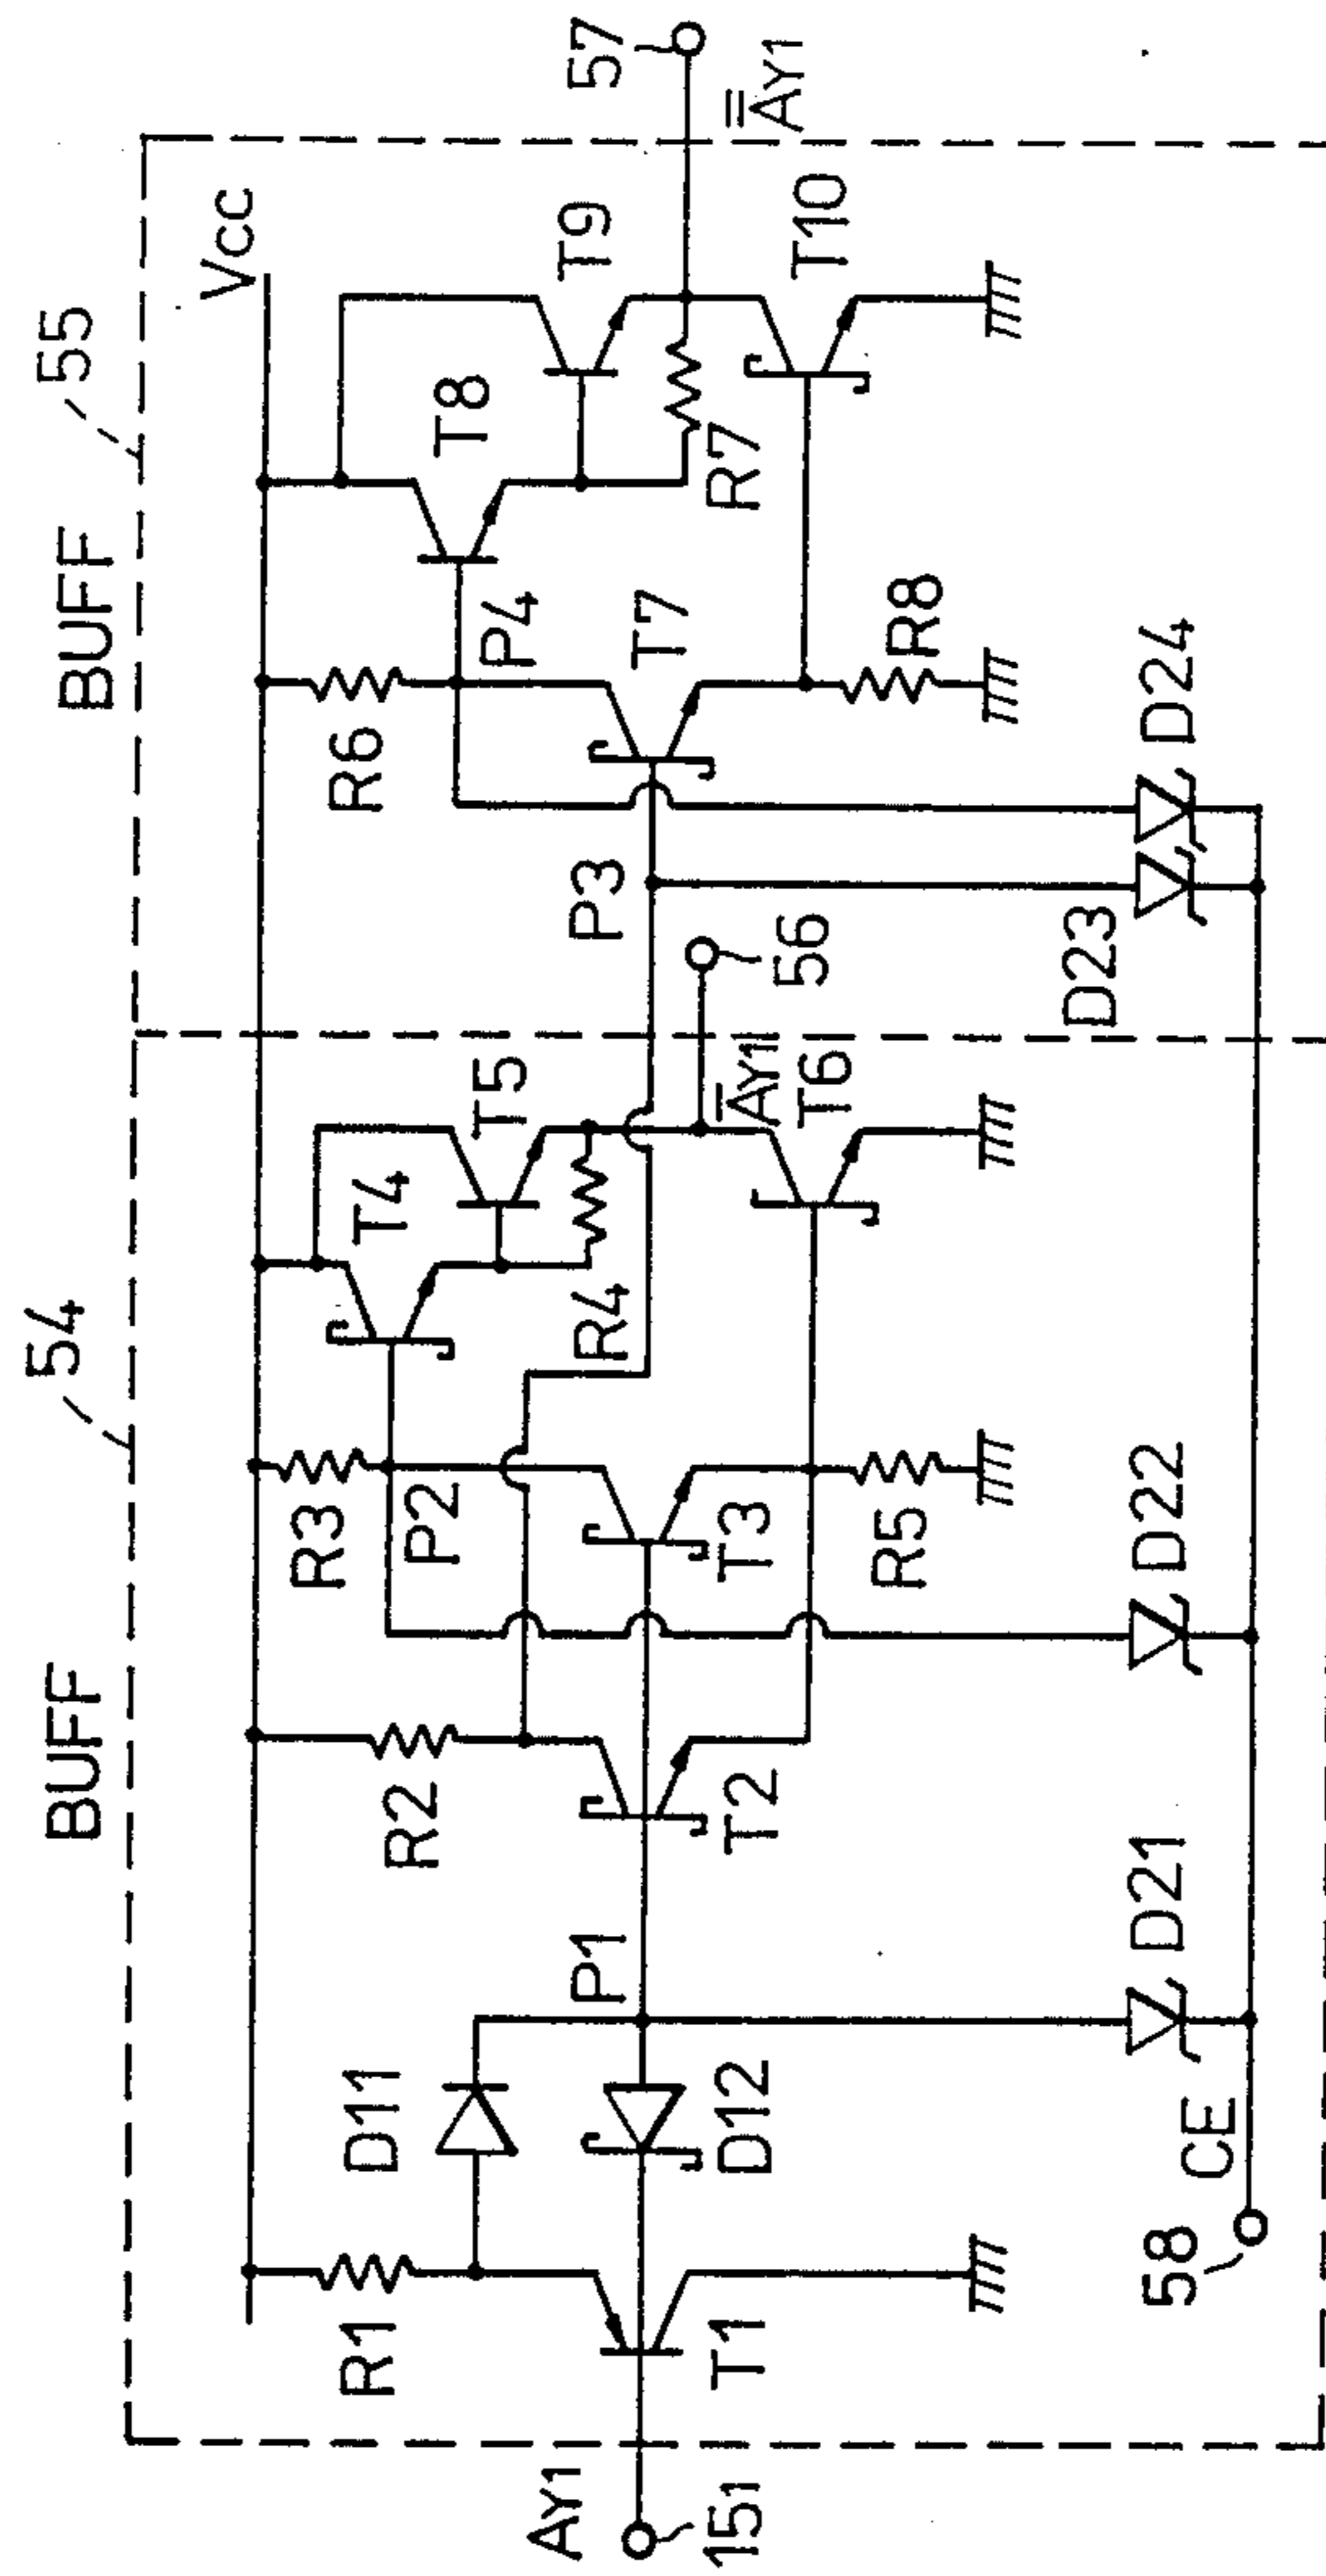 BUFF
54
BUFF
55
Vcc
R1
D11
R2
R3
P2
T4
T5
R4
R6
P4
T8
T9
57
A̿Y1
AY1
15₁
T1
D12
P1
T2
T3
R5
A̅Y1
T6
56
P3
T7
R7
R8
T10
58
CE
D21
D22
D23
D24